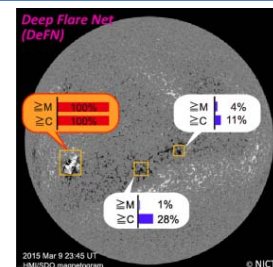 Deep Flare Net
(DeFN)
≧M 100%
≧C 100%
≧M 4%
≧C 11%
≧M 1%
≧C 28%
2015 Mar 9 23:45 UT
HMI/SDO magnetogram
© NICT